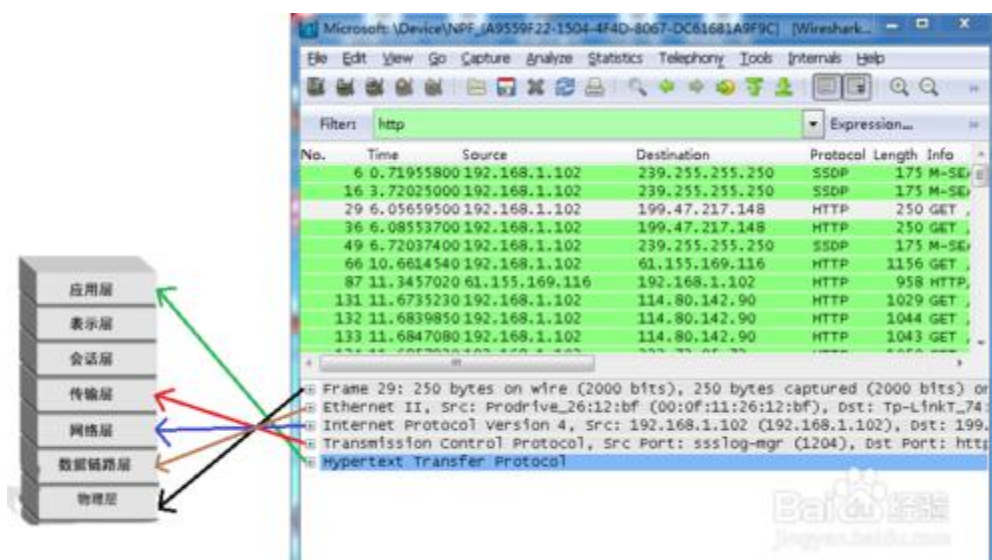 Microsoft: \Device\NPF_{A9559F22-1504-4F4D-8067-DC61681A9F9C} [Wireshark...
File Edit View Go Capture Analyze Statistics Telephony Tools Internals Help
Filter: http Expression...
No. Time Source Destination Protocol Length Info
6 0.71955800 192.168.1.102 239.255.255.250 SSDP 175 M-SE
16 3.72025000 192.168.1.102 239.255.255.250 SSDP 175 M-SE
29 6.05659500 192.168.1.102 199.47.217.148 HTTP 250 GET
36 6.08553700 192.168.1.102 199.47.217.148 HTTP 250 GET
49 6.72037400 192.168.1.102 239.255.255.250 SSDP 175 M-SE
66 10.6614540 192.168.1.102 61.155.169.116 HTTP 1156 GET
87 11.3457020 61.155.169.116 192.168.1.102 HTTP 958 HTTP
131 11.6735230 192.168.1.102 114.80.142.90 HTTP 1029 GET
132 11.6839850 192.168.1.102 114.80.142.90 HTTP 1044 GET
133 11.6847080 192.168.1.102 114.80.142.90 HTTP 1043 GET
应用层
表示层
会话层
传输层
网络层
数据链路层
物理层
Frame 29: 250 bytes on wire (2000 bits), 250 bytes captured (2000 bits) or
Ethernet II, Src: Prodrive_26:12:bf (00:0f:11:26:12:bf), Dst: Tp-LinkT_74:
Internet Protocol Version 4, Src: 192.168.1.102 (192.168.1.102), Dst: 199.
Transmission Control Protocol, Src Port: ssslog-mgr (1204), Dst Port: http
Hypertext Transfer Protocol
Baidu 经验
jingyan.baidu.com